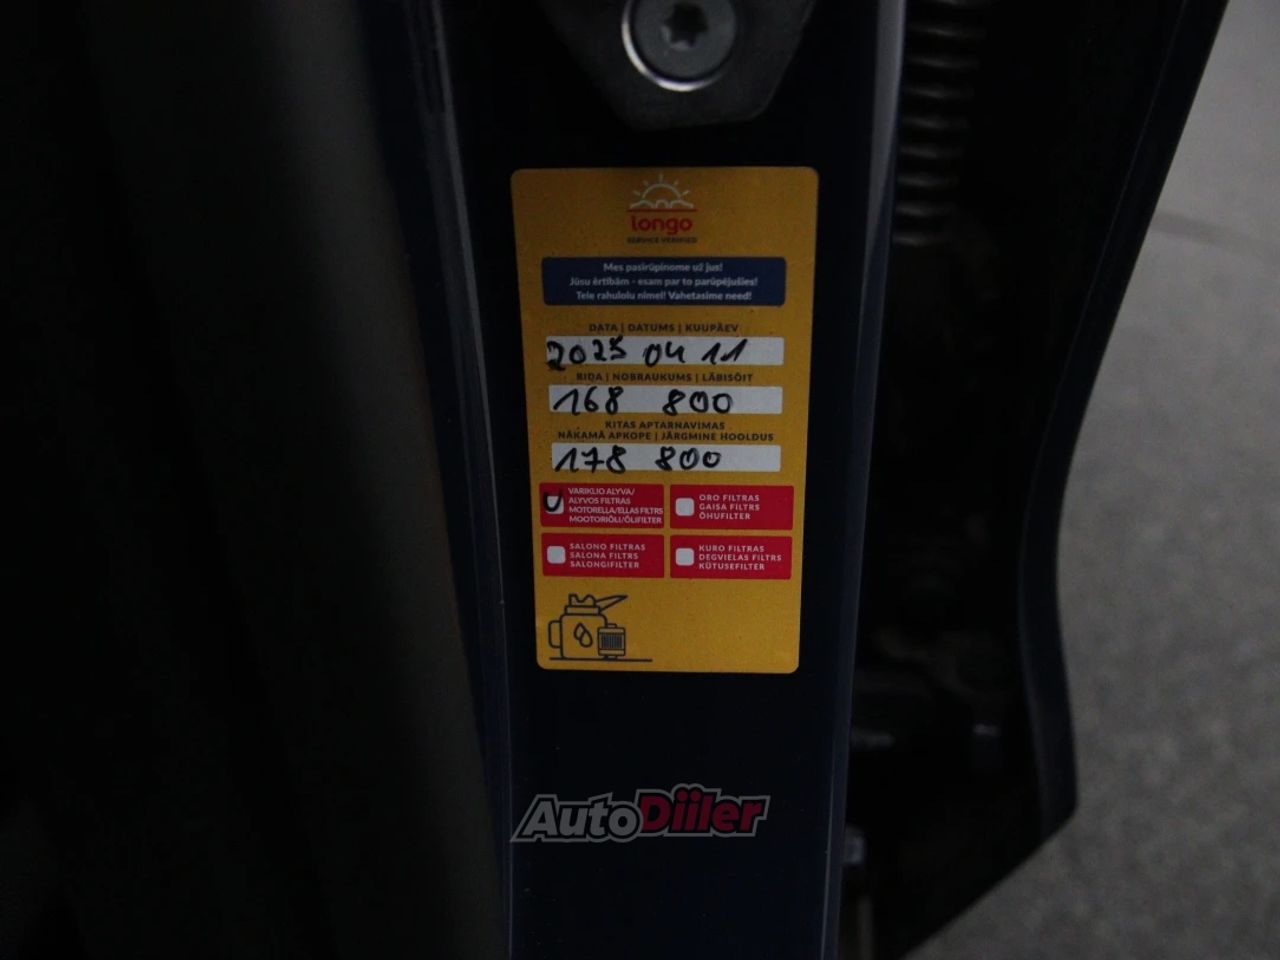 longo
SERVICE VERIFIED
Mes pasirūpinome už jus!
Jūsu ērtībām - esam par to parūpējušies!
Teie rahulolu nimel! Vahetasime need!
DATA | DATUMS | KUUPÄEV
2025 04 11
RIDA | NOBRAUKUMS | LÄBISÕIT
168 800
KITAS APTARNAVIMAS
NĀKAMĀ APKOPE | JÄRGMINE HOOLDUS
178 800
VARIKLIO ALYVA/
ALYVOS FILTRAS
MOTOREĻĻA/EĻĻAS FILTRS
MOOTORIÕLI/ÕLIFILTER
ORO FILTRAS
GAISA FILTRS
ÕHUFILTER
SALONO FILTRAS
SALONA FILTRS
SALONGIFILTER
KURO FILTRAS
DEGVIELAS FILTRS
KÜTUSEFILTER
AutoDiiler